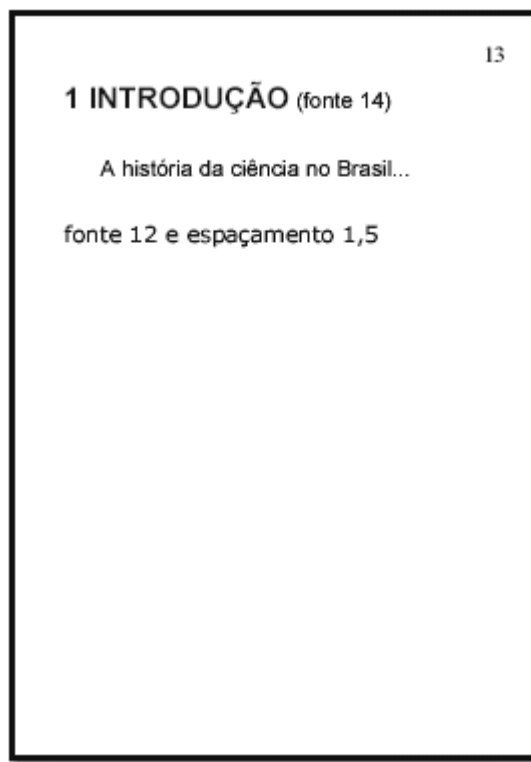 13
1 INTRODUÇÃO (fonte 14)
A história da ciência no Brasil...
fonte 12 e espaçamento 1,5